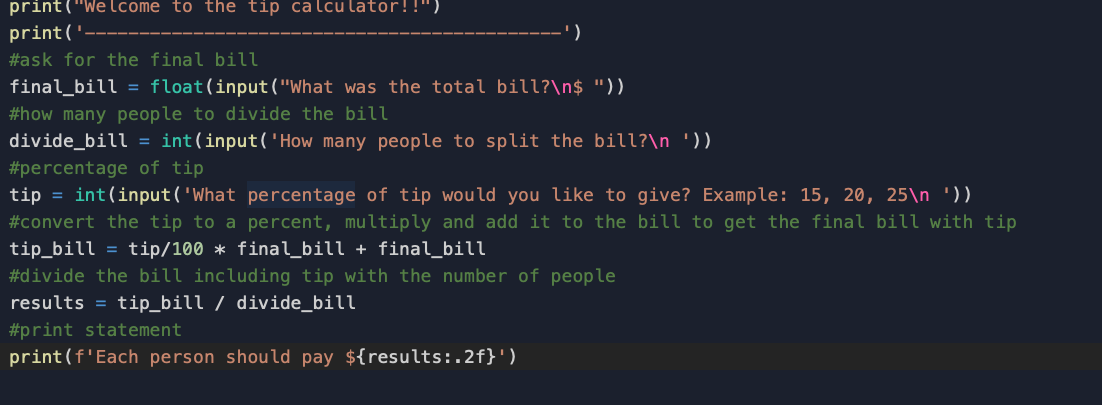 print("Welcome to the tip calculator!!")
print('--------------------------------------------')
#ask for the final bill
final_bill = float(input("What was the total bill?\n$ "))
#how many people to divide the bill
divide_bill = int(input('How many people to split the bill?\n '))
#percentage of tip
tip = int(input('What percentage of tip would you like to give? Example: 15, 20, 25\n '))
#convert the tip to a percent, multiply and add it to the bill to get the final bill with tip
tip_bill = tip/100 * final_bill + final_bill
#divide the bill including tip with the number of people
results = tip_bill / divide_bill
#print statement
print(f'Each person should pay ${results:.2f}')